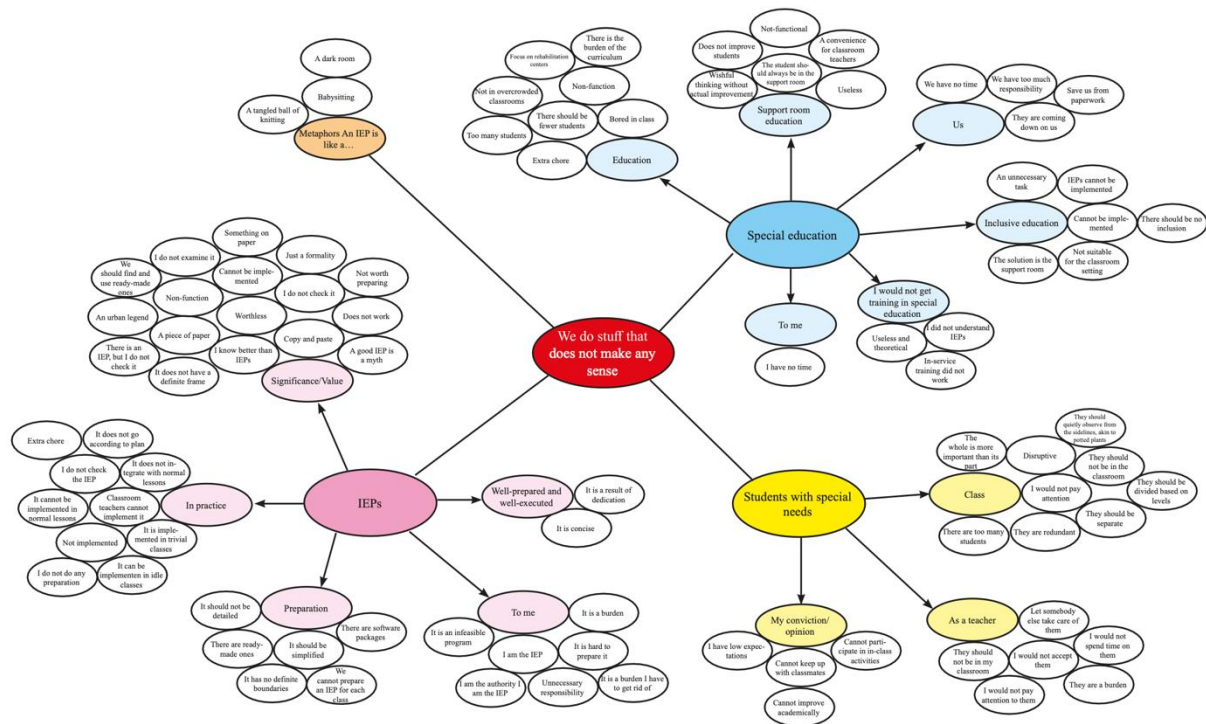 A dark room
Babysitting
A tangled ball of
knitting
Metaphors An IEP is
like a…
There is the
burden of the
curriculum
Focus on rehabilitation
centers
Non-function
Not in overcrowded
classrooms
There should be
fewer students
Bored in class
Too many students
Extra chore
Education
Not-functional
Does not improve
students
A convenience
for classroom
teachers
The student sho-
uld always be in the
support room
Wishful
thinking without
actual improvement
Useless
Support room
education
We have no time
We have too much
responsibility
Save us from
paperwork
They are coming
down on us
Us
An unnecessary
task
IEPs cannot be
implemented
Inclusive education
Cannot be imple-
mented
There should be no
inclusion
The solution is the
support room
Not suitable
for the classroom
setting
Special education
I would not get
training in special
education
Useless and
theoretical
I did not understand
IEPs
In-service
training did not
work
To me
I have no time
We do stuff that
does not make any
sense
Something on
paper
I do not examine it
Just a formality
We
should find and
use ready-made
ones
Cannot be imple-
mented
Not worth
preparing
Non-function
I do not check it
An urban legend
Worthless
Does not work
A piece of paper
Copy and paste
There is an
IEP, but I do not
check it
I know better than
IEPs
A good IEP is
a myth
It does not have a
definite frame
Significance/Value
Extra chore
It does not go
according to plan
I do not check
the IEP
It does not in-
tegrate with normal
lessons
It cannot be
implemented in
normal lessons
Classroom
teachers cannot
implement it
In practice
Not implemented
It is imple-
mented in trivial
classes
I do not do any
preparation
It can be
implementen in idle
classes
IEPs
Well-prepared and
well-executed
It is a result of
dedication
It is concise
Preparation
It should not be
detailed
There are software
packages
There are ready-
made ones
It should be
simplified
It has no definite
boundaries
We
cannot prepare
an IEP for each
class
To me
It is a burden
It is an infeasible
program
I am the IEP
It is hard to
prepare it
I am the authority I
am the IEP
Unnecessary
responsibility
It is a burden I have
to get rid of
Students with special
needs
They should
quietly observe from
the sidelines, akin to
potted plants
The
whole is more
important than its
part
Disruptive
They should
not be in the
classroom
Class
I would not pay
attention
They should be
divided based on
levels
They should be
separate
There are too many
students
They are redundant
My conviction/
opinion
I have low expec-
tations
Cannot parti-
cipate in in-class
activities
Cannot keep up
with classmates
Cannot improve
academically
As a teacher
Let somebody
else take care of
them
I would not
spend time on
them
They should
not be in my
classroom
I would not accept
them
They are a burden
I would not pay
attention to them